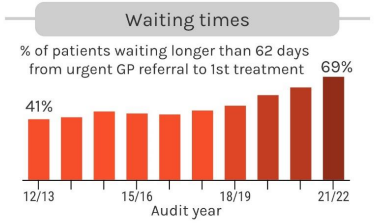 Waiting times
% of patients waiting longer than 62 days
from urgent GP referral to 1st treatment
69%
41%
12/13 15/16 18/19 21/22
Audit year